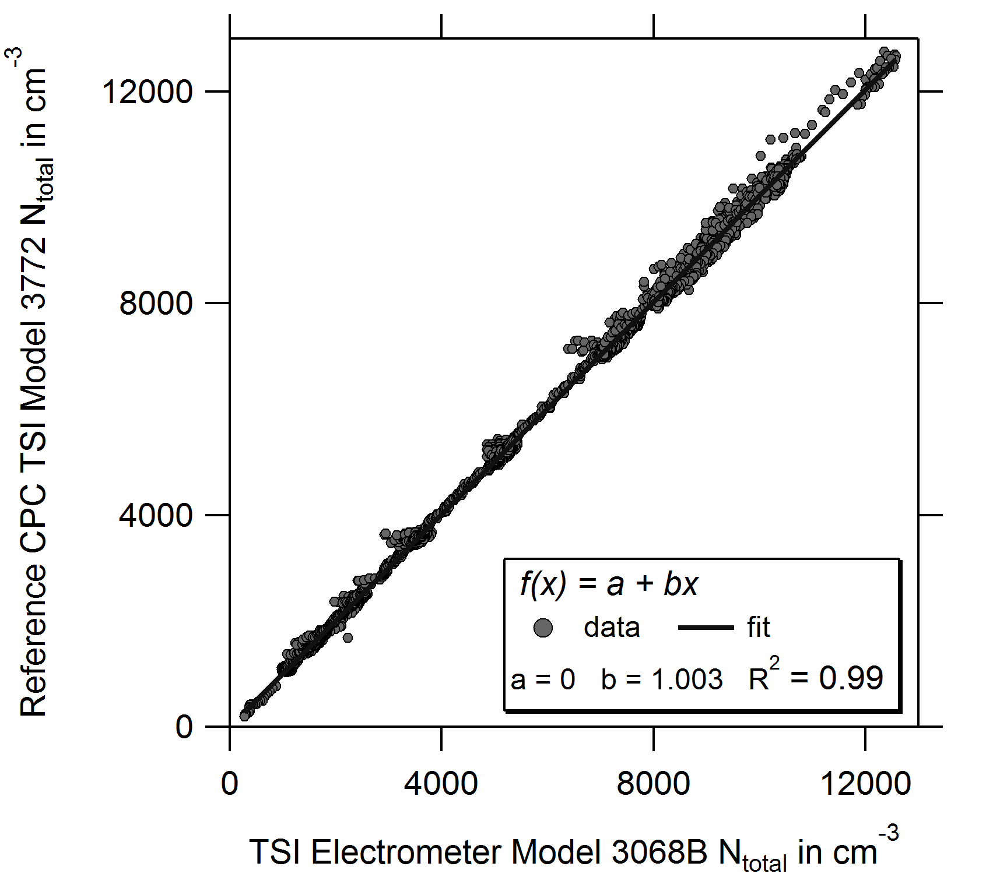 Reference CPC TSI Model 3772 N_total in cm^-3
12000
8000
4000
0
f(x) = a + bx
data fit
a = 0 b = 1.003 R^2 = 0.99
0 4000 8000 12000
TSI Electrometer Model 3068B N_total in cm^-3